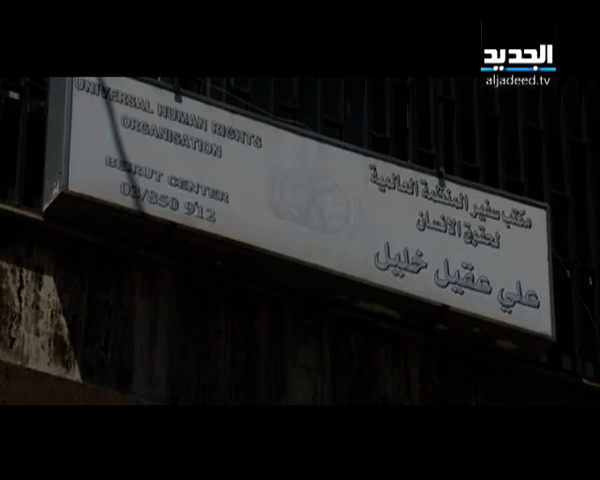 الجديد
aljadeed.tv
UNIVERSAL HUMAN RIGHTS
ORGANISATION
BEIRUT CENTER
03/850 912
مكتب سفير المنظمة العالمية
لحقوق الانسان
علي عقيل خليل